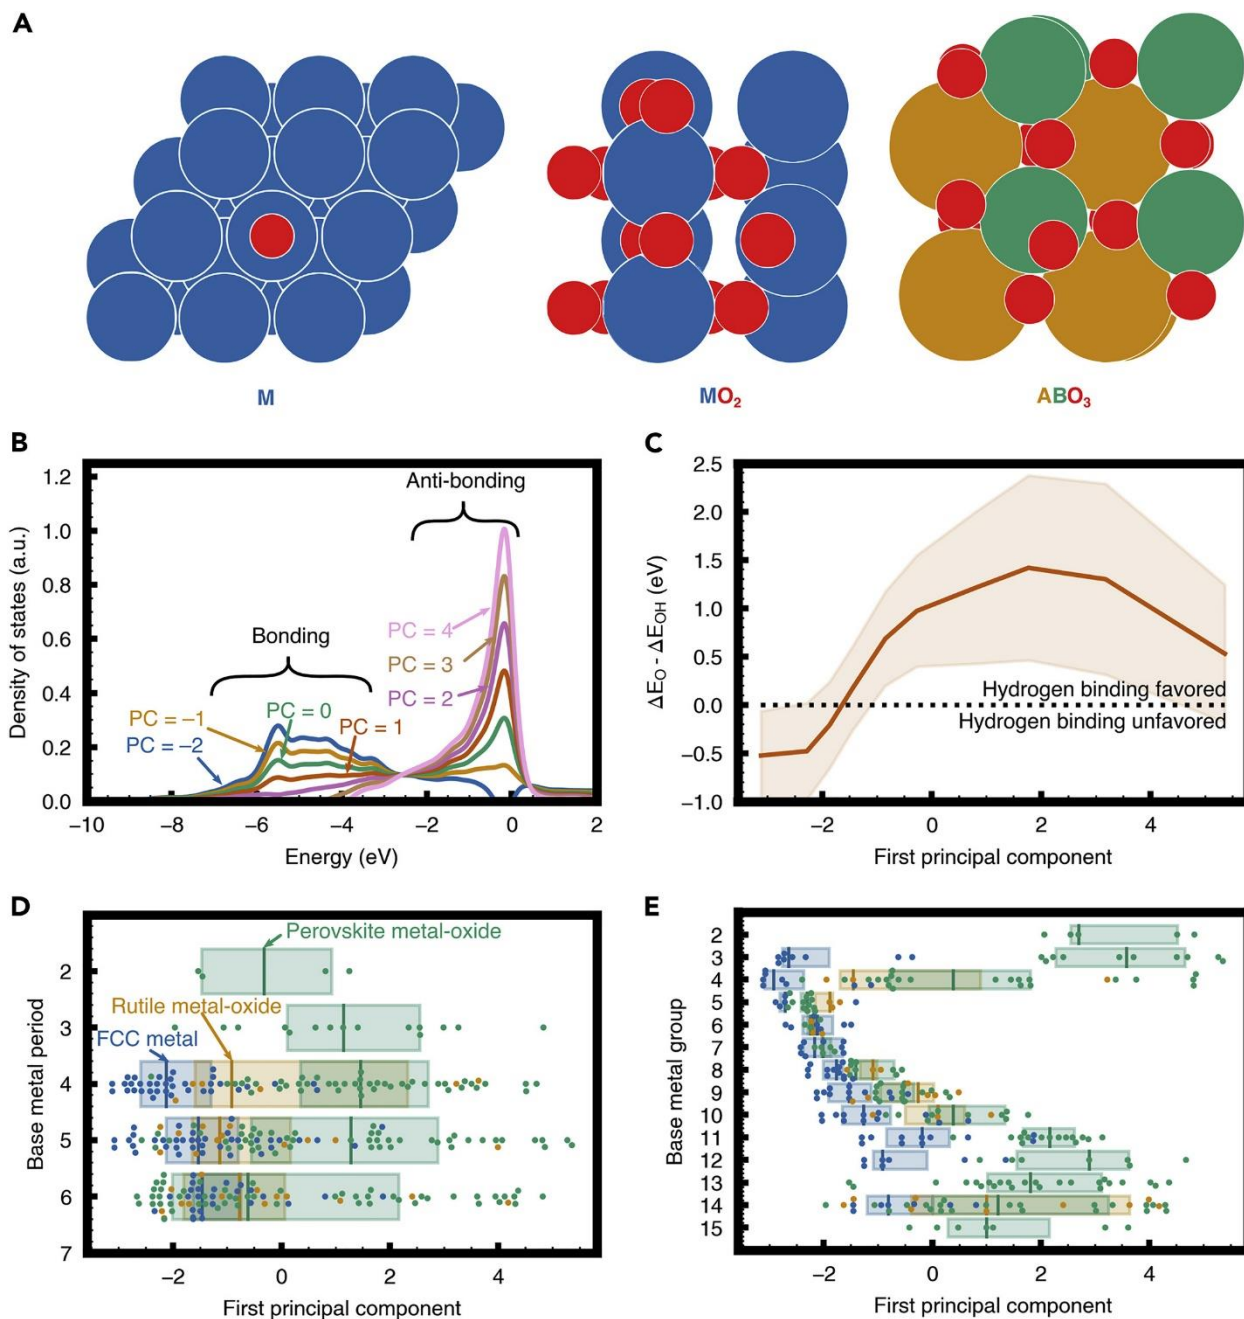 A
M
MO₂
ABO₃
B
Density of states (a.u.)
1.2
1.0
0.8
0.6
0.4
0.2
0.0
Anti-bonding
Bonding
PC = 4
PC = 3
PC = 2
PC = 1
PC = 0
PC = −1
PC = −2
−10
−8
−6
−4
−2
0
2
Energy (eV)
C
ΔE_O - ΔE_OH (eV)
2.5
2.0
1.5
1.0
0.5
0.0
−0.5
−1.0
Hydrogen binding favored
Hydrogen binding unfavored
−2
0
2
4
First principal component
D
Base metal period
2
3
4
5
6
7
Perovskite metal-oxide
Rutile metal-oxide
FCC metal
−2
0
2
4
First principal component
E
Base metal group
2
3
4
5
6
7
8
9
10
11
12
13
14
15
−2
0
2
4
First principal component